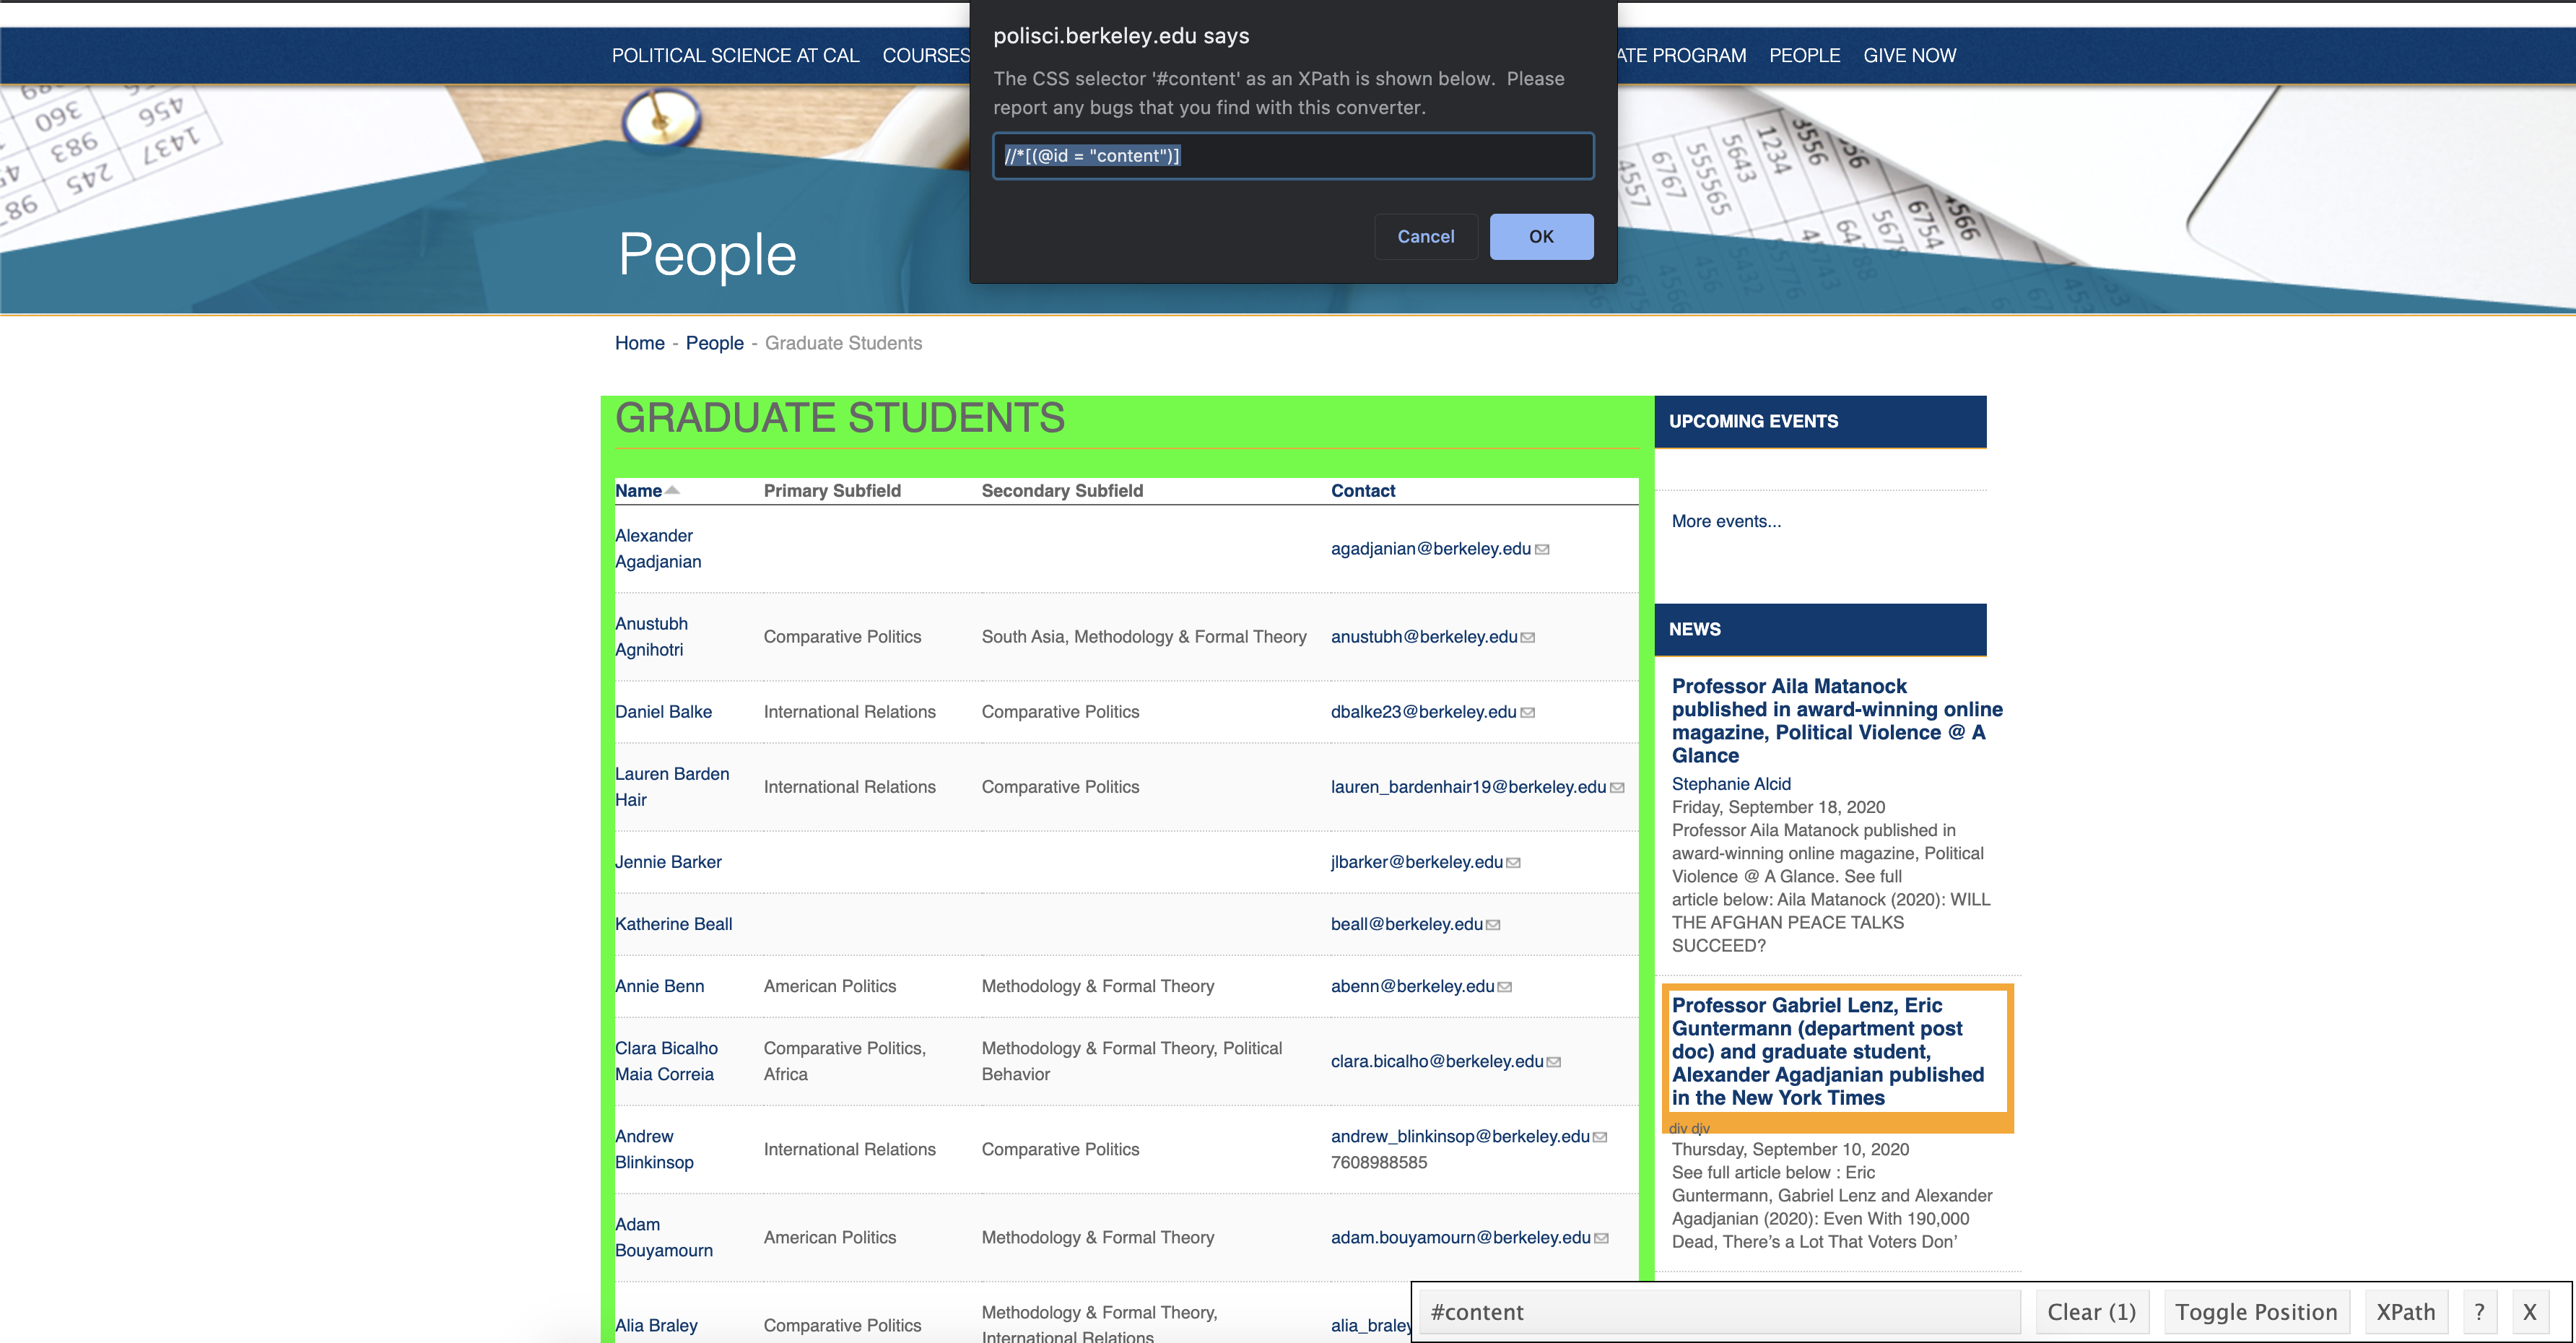 POLITICAL SCIENCE AT CAL COURSES ATE PROGRAM PEOPLE GIVE NOW
polisci.berkeley.edu says
The CSS selector '#content' as an XPath is shown below. Please
report any bugs that you find with this converter.
//*[(@id = "content")]
Cancel OK
People
Home - People - Graduate Students
GRADUATE STUDENTS
Name Primary Subfield Secondary Subfield Contact
Alexander
Agadjanian
agadjanian@berkeley.edu
Anustubh
Agnihotri
Comparative Politics
South Asia, Methodology & Formal Theory
anustubh@berkeley.edu
Daniel Balke International Relations Comparative Politics dbalke23@berkeley.edu
Lauren Barden
Hair
International Relations
Comparative Politics
lauren_bardenhair19@berkeley.edu
Jennie Barker jlbarker@berkeley.edu
Katherine Beall beall@berkeley.edu
Annie Benn American Politics Methodology & Formal Theory abenn@berkeley.edu
Clara Bicalho
Maia Correia
Comparative Politics,
Africa
Methodology & Formal Theory, Political
Behavior
clara.bicalho@berkeley.edu
Andrew
Blinkinsop
International Relations
Comparative Politics
andrew_blinkinsop@berkeley.edu
7608988585
Adam
Bouyamourn
American Politics
Methodology & Formal Theory
adam.bouyamourn@berkeley.edu
Alia Braley
Comparative Politics
Methodology & Formal Theory,
International Relations
alia_braley
UPCOMING EVENTS
More events...
NEWS
Professor Aila Matanock
published in award-winning online
magazine, Political Violence @ A
Glance
Stephanie Alcid
Friday, September 18, 2020
Professor Aila Matanock published in
award-winning online magazine, Political
Violence @ A Glance. See full
article below: Aila Matanock (2020): WILL
THE AFGHAN PEACE TALKS
SUCCEED?
Professor Gabriel Lenz, Eric
Guntermann (department post
doc) and graduate student,
Alexander Agadjanian published
in the New York Times
div div
Thursday, September 10, 2020
See full article below : Eric
Guntermann, Gabriel Lenz and Alexander
Agadjanian (2020): Even With 190,000
Dead, There's a Lot That Voters Don'
#content Clear (1) Toggle Position XPath ? X